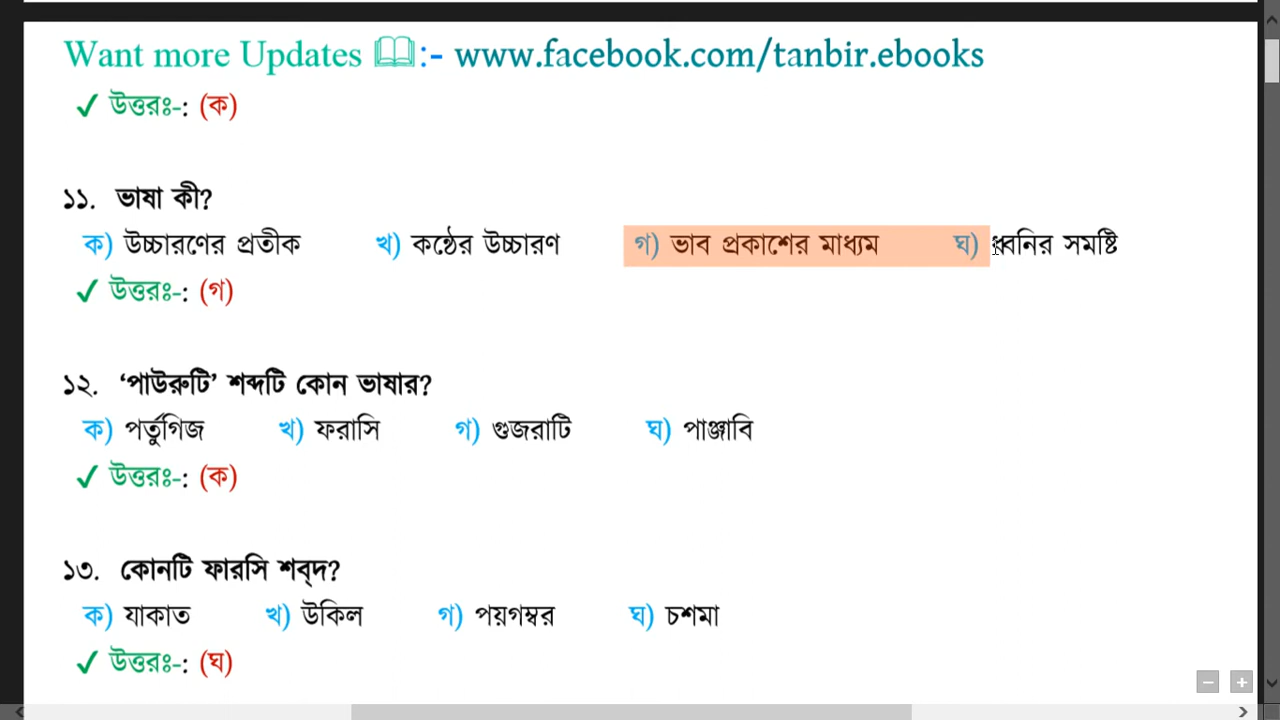 Want more Updates 📖:- www.facebook.com/tanbir.ebooks
✓ উত্তরঃ-: (ক)
১১. ভাষা কী?
ক) উচ্চারণের প্রতীক খ) কন্ঠের উচ্চারণ গ) ভাব প্রকাশের মাধ্যম ঘ) ধ্বনির সমষ্টি
✓ উত্তরঃ-: (গ)
১২. ‘পাউরুটি’ শব্দটি কোন ভাষার?
ক) পর্তুগিজ খ) ফরাসি গ) গুজরাটি ঘ) পাঞ্জাবি
✓ উত্তরঃ-: (ক)
১৩. কোনটি ফারসি শব্‌দ?
ক) যাকাত খ) উকিল গ) পয়গম্বর ঘ) চশমা
✓ উত্তরঃ-: (ঘ)